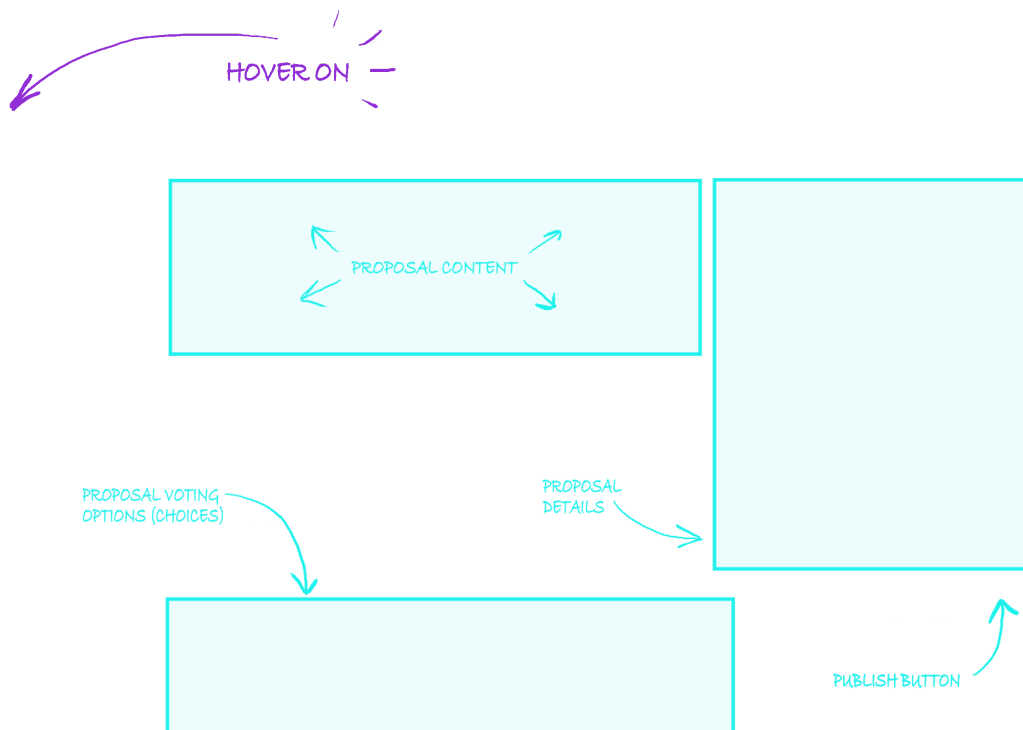 HOVER ON
PROPOSAL CONTENT
PROPOSAL VOTING
OPTIONS (CHOICES)
PROPOSAL
DETAILS
PUBLISH BUTTON